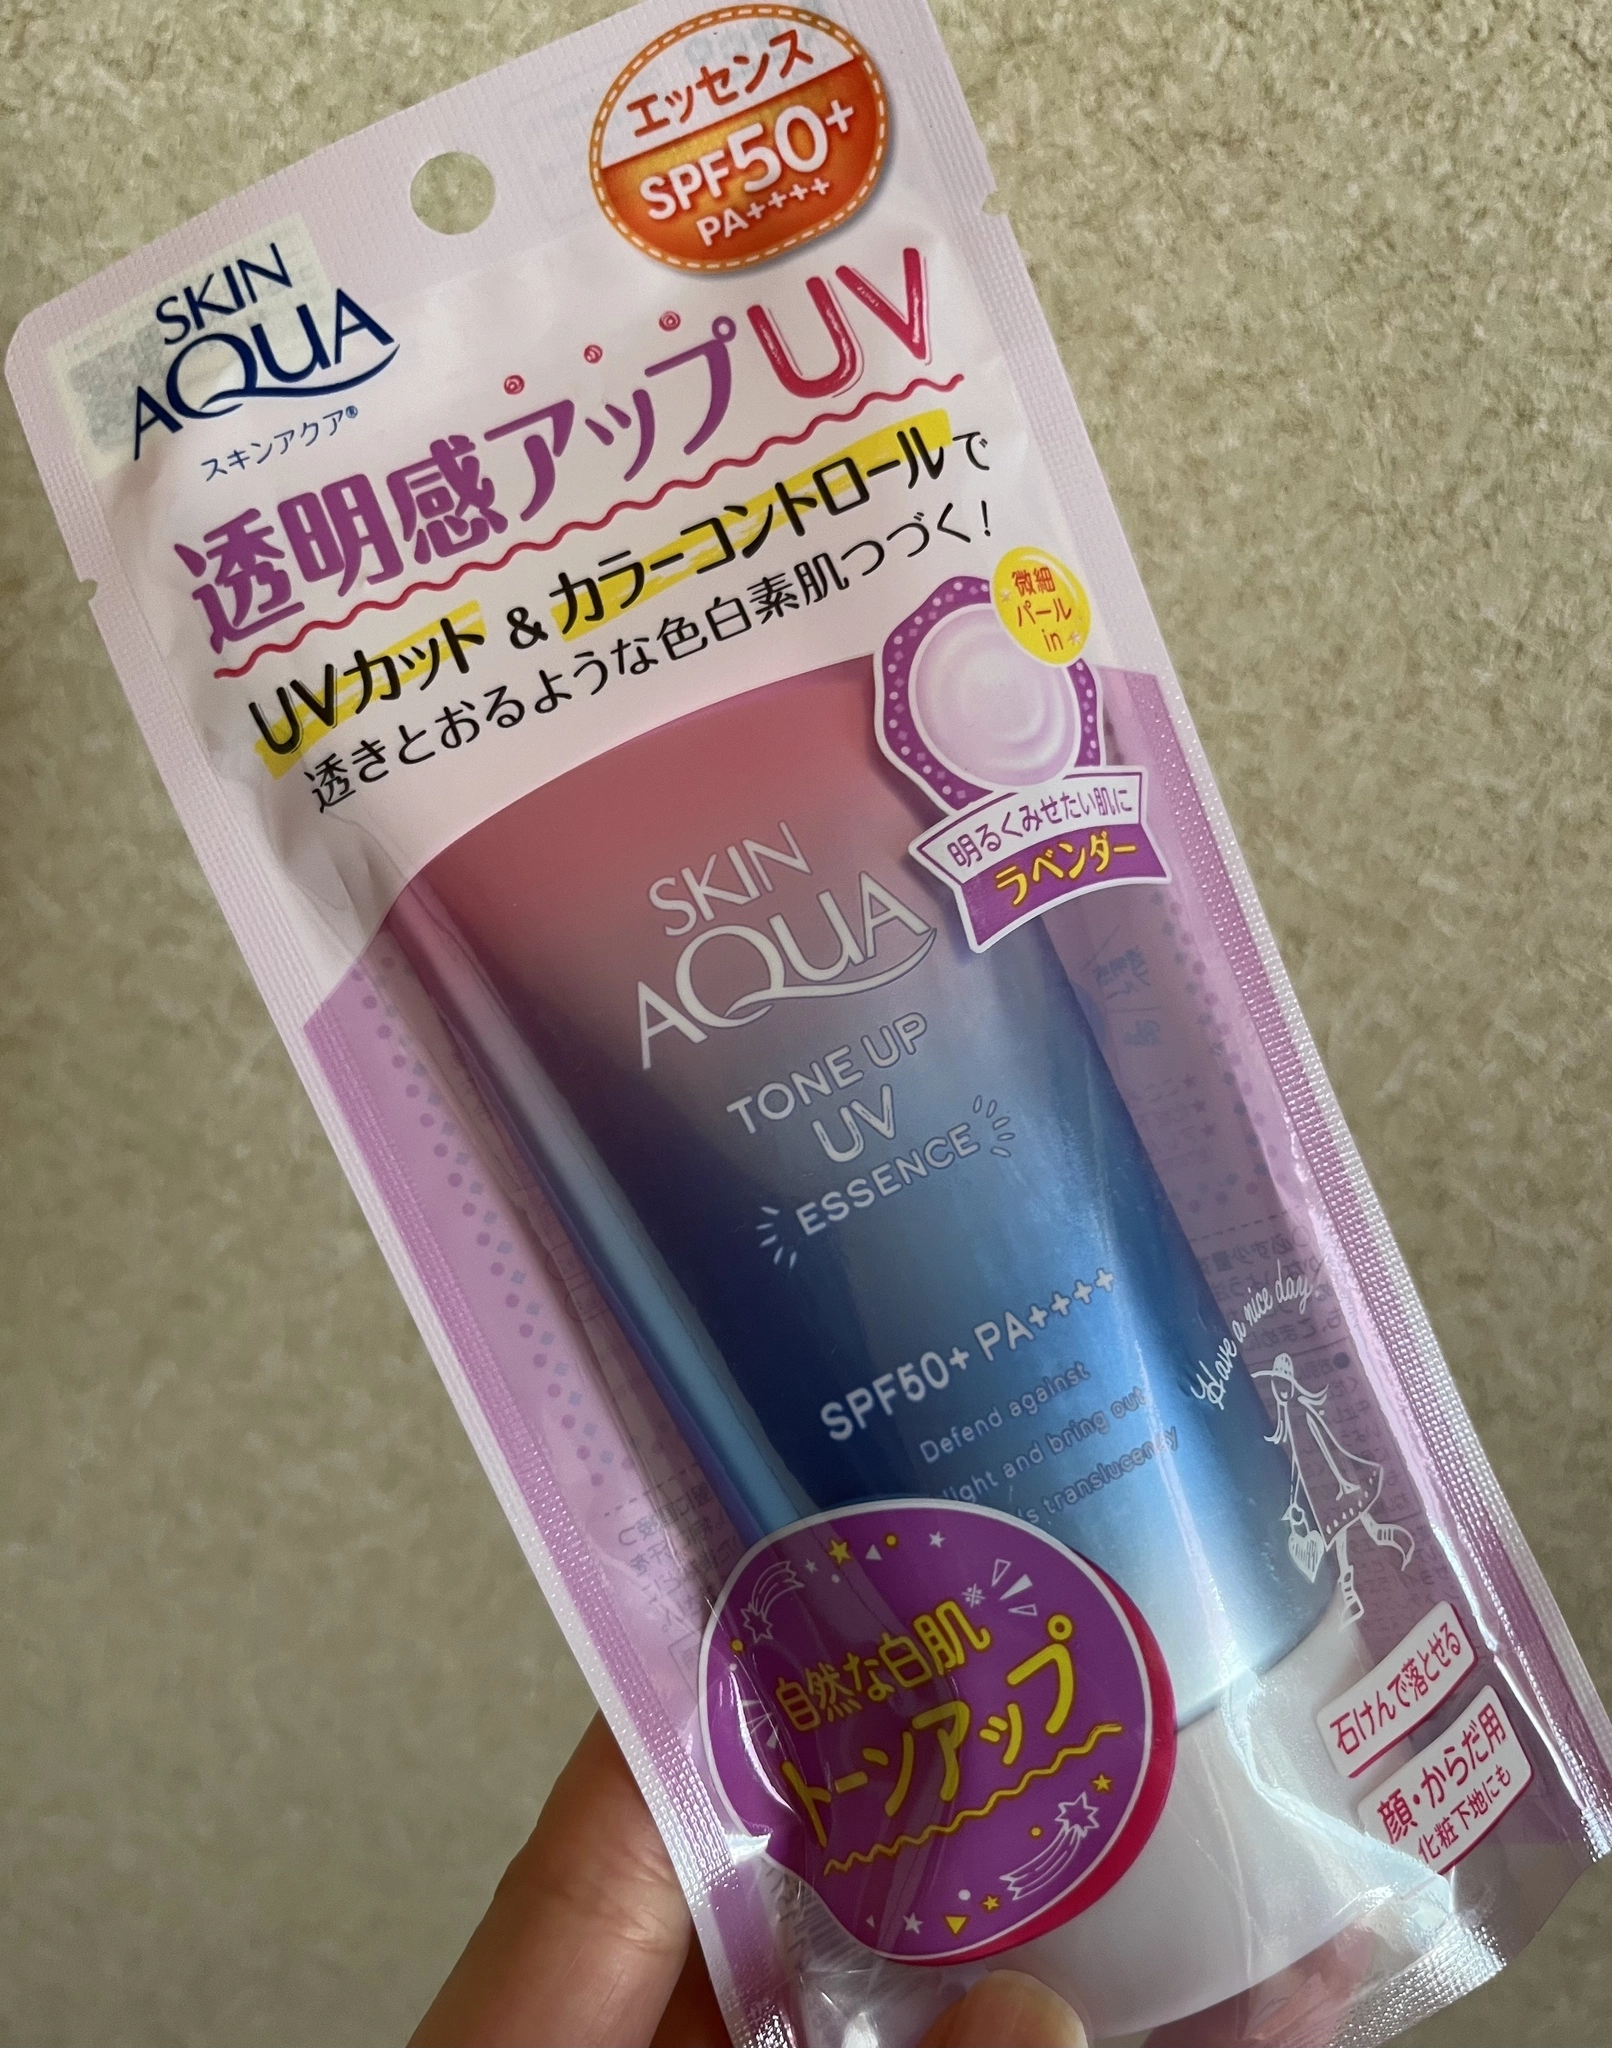 エッセンス
SPF50+
PA++++
SKIN
AQUA
スキンアクア®
透明感アップUV
UVカット&カラーコントロールで
透きとおるような色白素肌つづく!
微細
パール
in
明るくみせたい肌に
ラベンダー
SKIN
AQUA
TONE UP
UV
ESSENCE
SPF50+ PA++++
Defend against
light and bring out
's translucency
Have a nice day
自然な白肌※
トーンアップ
石けんで落とせる
顔・からだ用
化粧下地にも